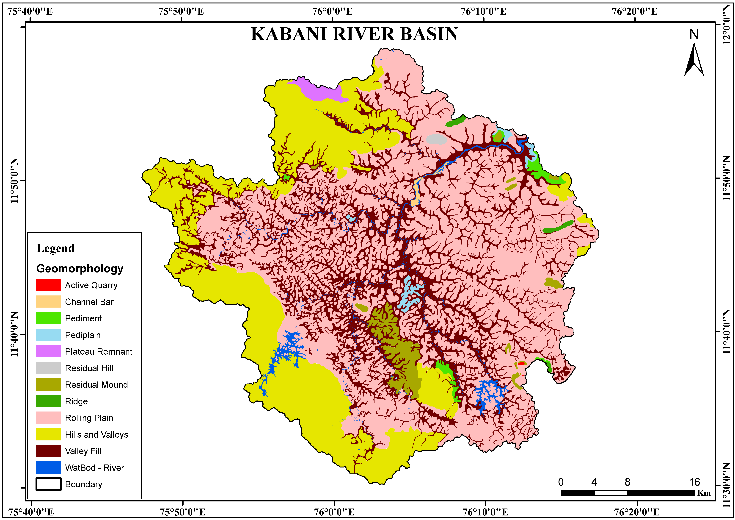 75°40'0"E 75°50'0"E 76°0'0"E 76°10'0"E 76°20'0"E
KABANI RIVER BASIN
N
12°0'0"N
11°50'0"N 11°50'0"N
11°40'0"N 11°40'0"N
11°30'0"N
Legend
Geomorphology
Active Quarry
Channel Bar
Pediment
Pediplain
Plateau Remnant
Residual Hill
Residual Mound
Ridge
Rolling Plain
Hills and Valleys
Valley Fill
WatBod - River
Boundary
0 4 8 16
Km
75°40'0"E 75°50'0"E 76°0'0"E 76°10'0"E 76°20'0"E